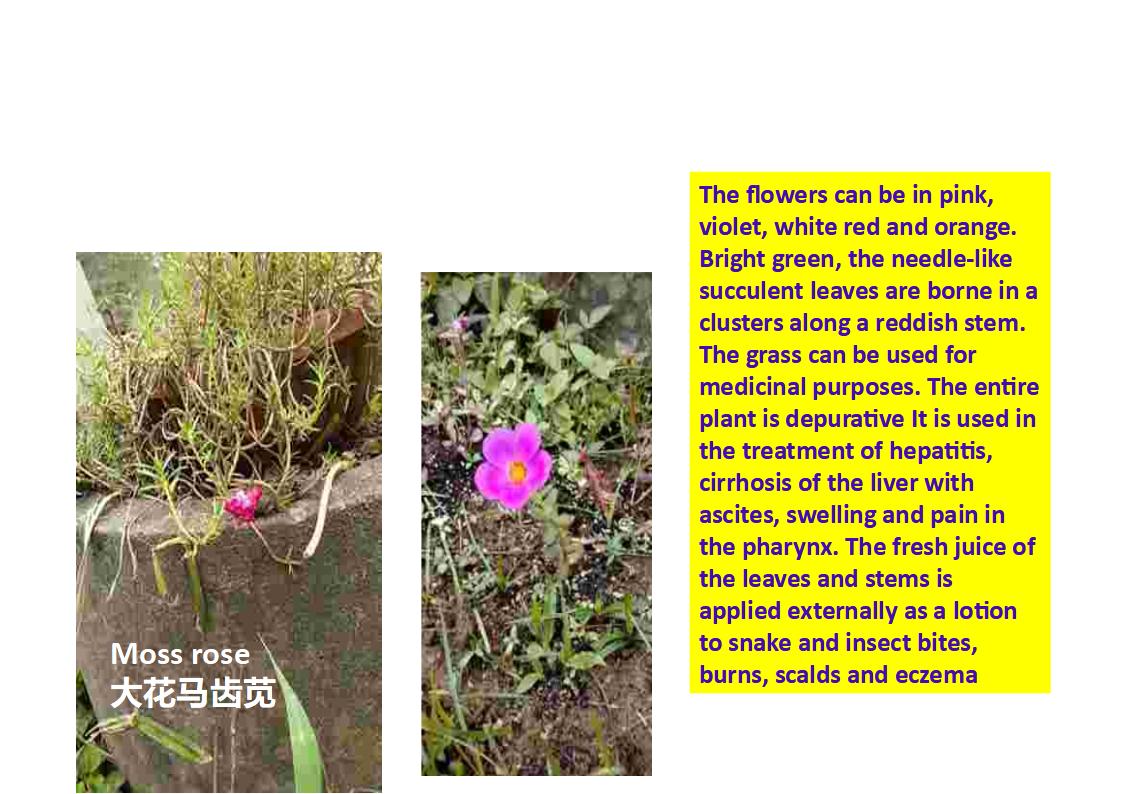 Moss rose
大花马齿苋
The flowers can be in pink,
violet, white red and orange.
Bright green, the needle-like
succulent leaves are borne in a
clusters along a reddish stem.
The grass can be used for
medicinal purposes. The entire
plant is depurative It is used in
the treatment of hepatitis,
cirrhosis of the liver with
ascites, swelling and pain in
the pharynx. The fresh juice of
the leaves and stems is
applied externally as a lotion
to snake and insect bites,
burns, scalds and eczema